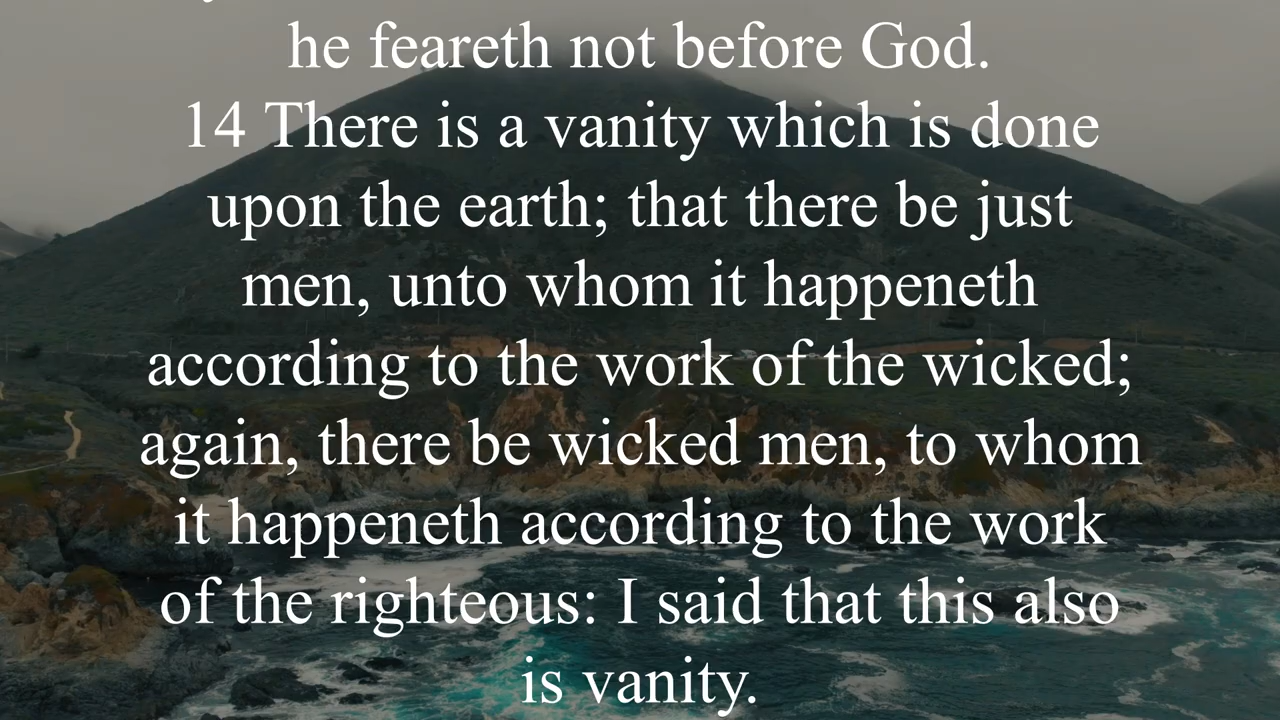 he feareth not before God.
14 There is a vanity which is done
upon the earth; that there be just
men, unto whom it happeneth
according to the work of the wicked;
again, there be wicked men, to whom
it happeneth according to the work
of the righteous: I said that this also
is vanity.